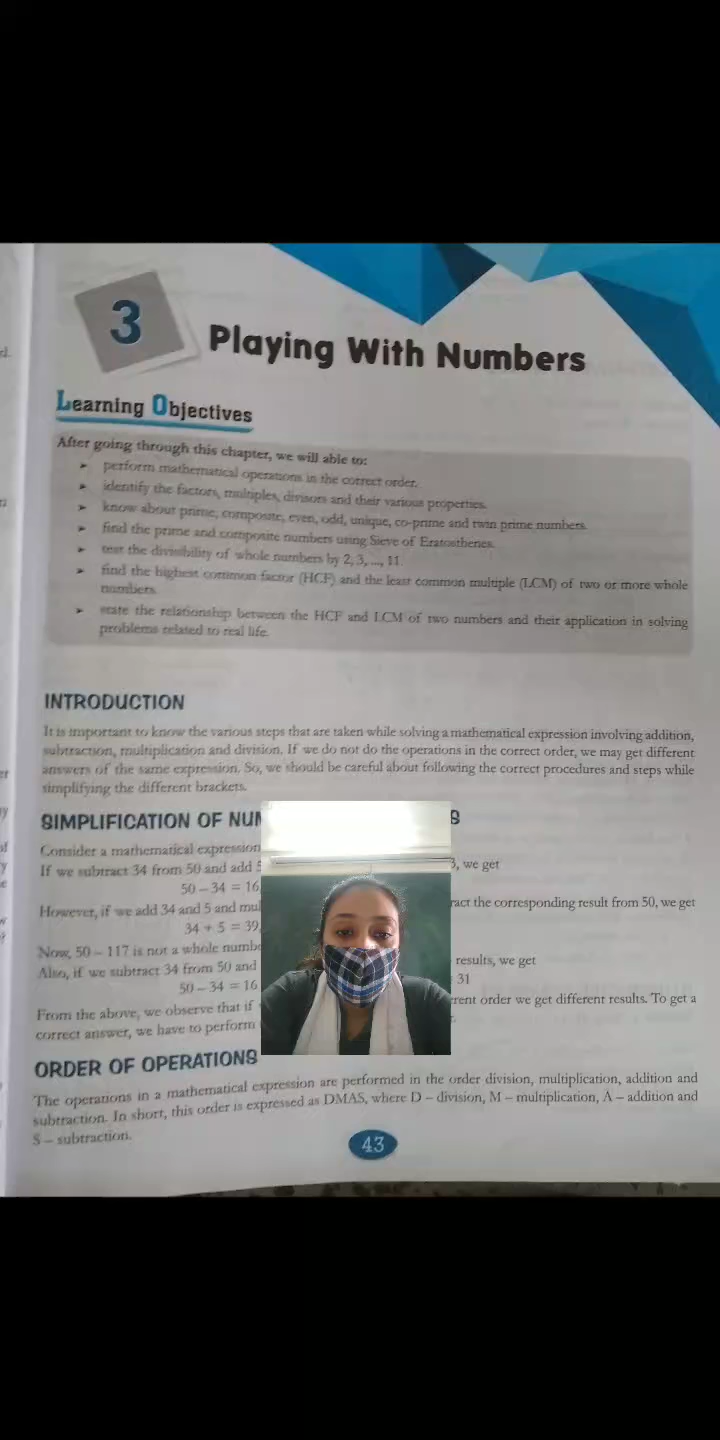 3
Playing With Numbers
Learning Objectives
After going through this chapter, we will able to:
➤ perform mathematical operations in the correct order.
➤ identify the factors, multiples, divisors and their various properties.
➤ know about prime, composite, even, odd, unique, co-prime and twin prime numbers.
➤ find the prime and composite numbers using Sieve of Eratosthenes.
➤ test the divisibility of whole numbers by 2, 3, ..., 11.
➤ find the highest common factor (HCF) and the least common multiple (LCM) of two or more whole
numbers.
➤ state the relationship between the HCF and LCM of two numbers and their application in solving
problems related to real life.
INTRODUCTION
It is important to know the various steps that are taken while solving a mathematical expression involving addition,
subtraction, multiplication and division. If we do not do the operations in the correct order, we may get different
answers of the same expression. So, we should be careful about following the correct procedures and steps while
simplifying the different brackets.
SIMPLIFICATION OF
Consider a mathematical expression
If we subtract 34 from 50 and add 3, we get
50 – 34 = 16,
However, if we add 34 and 5 and the corresponding result from 50, we get
34 + 5 = 39,
Now, 50 – 117 is not a whole
Also, if we subtract 34 from 50 and results, we get
50 – 34 = 16 31
From the above, we observe that if order we get different results. To get a
correct answer, we have to perform
ORDER OF OPERATIONS
The operations in a mathematical expression are performed in the order division, multiplication, addition and
subtraction. In short, this order is expressed as DMAS, where D – division, M – multiplication, A – addition and
S – subtraction.
43